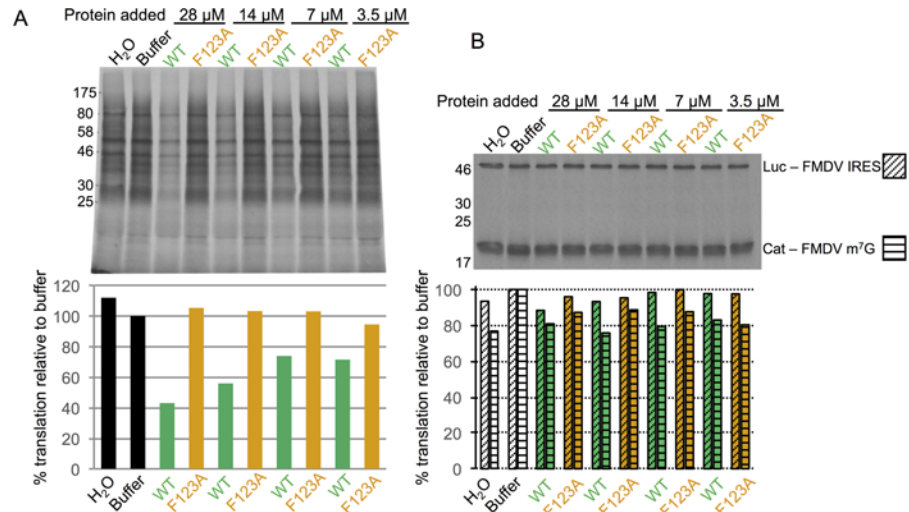 A
Protein added 28 µM 14 µM 7 µM 3.5 µM
H2O Buffer WT F123A WT F123A WT F123A WT F123A
175
80
58
46
30
25
120
100
80
60
40
20
0
% translation relative to buffer
H2O Buffer WT F123A WT F123A WT F123A WT F123A
B
Protein added 28 µM 14 µM 7 µM 3.5 µM
H2O Buffer WT F123A WT F123A WT F123A WT F123A
46
30
25
17
Luc – FMDV IRES
Cat – FMDV m7G
100
80
60
40
20
0
% translation relative to buffer
H2O Buffer WT F123A WT F123A WT F123A WT F123A